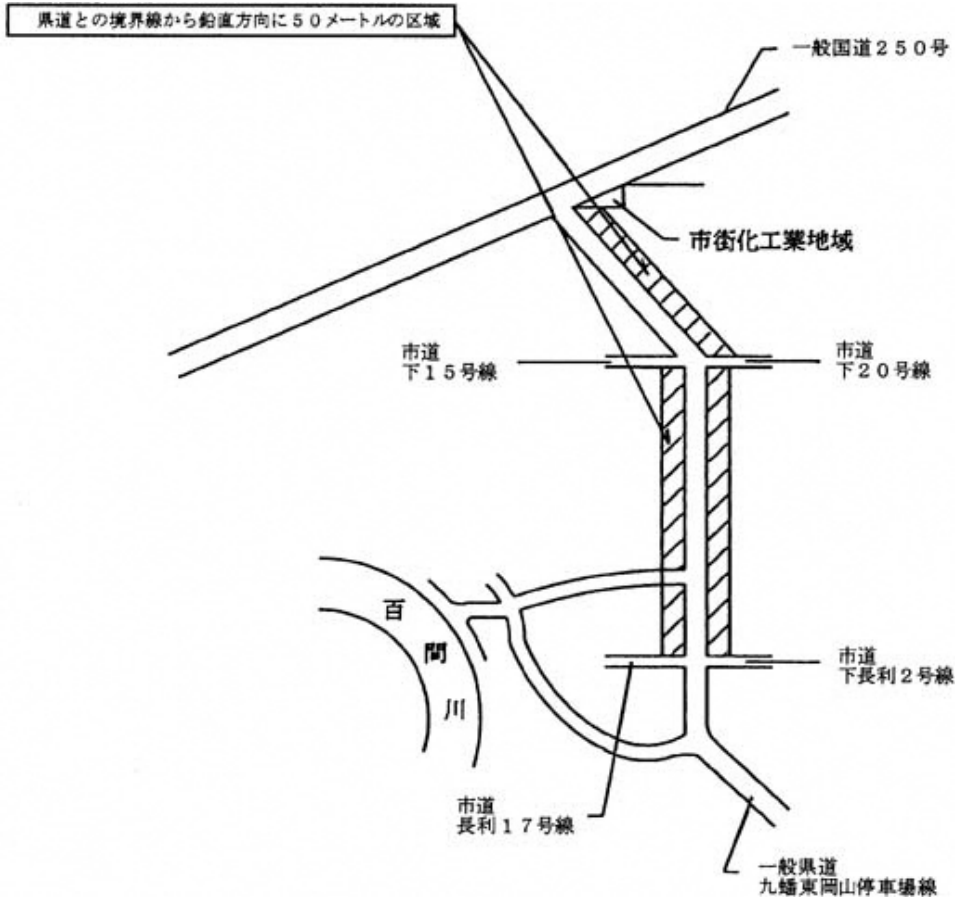 県道との境界線から鉛直方向に50メートルの区域
一般国道250号
市街化工業地域
市道
下15号線
市道
下20号線
百
間
川
市道
下長利2号線
市道
長利17号線
一般県道
九蟠東岡山停車場線